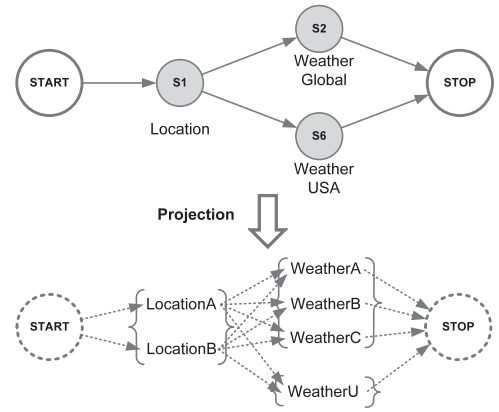 S2
START
S1
Weather
Global
STOP
Location
S6
Weather
USA
Projection
WeatherA
LocationA
WeatherB
START
STOP
LocationB
WeatherC
WeatherU